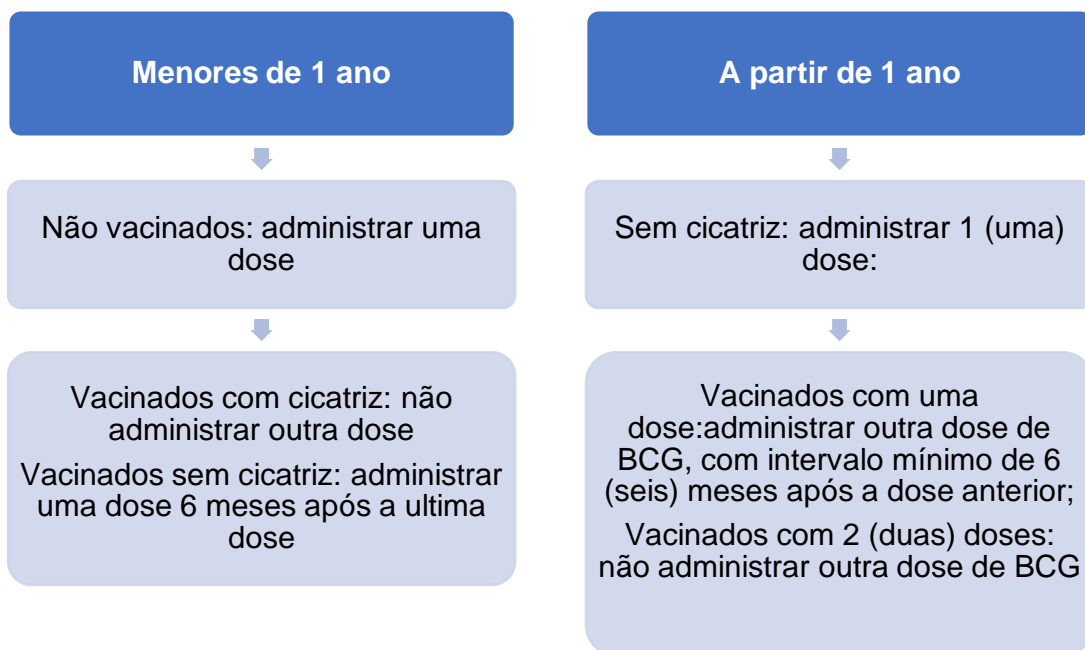 Menores de 1 ano
Não vacinados: administrar uma
dose
Vacinados com cicatriz: não
administrar outra dose
Vacinados sem cicatriz: administrar
uma dose 6 meses após a ultima
dose
A partir de 1 ano
Sem cicatriz: administrar 1 (uma)
dose:
Vacinados com uma
dose:administrar outra dose de
BCG, com intervalo mínimo de 6
(seis) meses após a dose anterior;
Vacinados com 2 (duas) doses:
não administrar outra dose de BCG